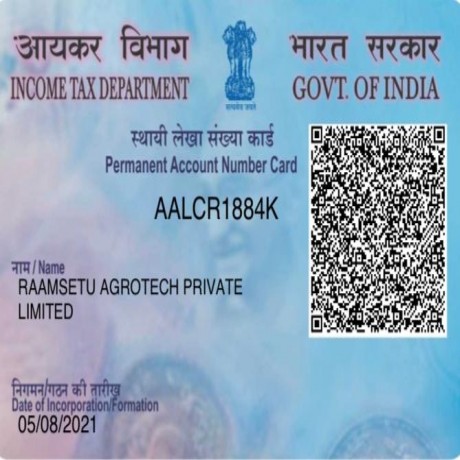 आयकर विभाग
भारत सरकार
INCOME TAX DEPARTMENT
GOVT. OF INDIA
सत्यमेव जयते
स्थायी लेखा संख्या कार्ड
Permanent Account Number Card
AALCR1884K
नाम / Name
RAAMSETU AGROTECH PRIVATE
LIMITED
निगमन/गठन की तारीख
Date of Incorporation/Formation
05/08/2021